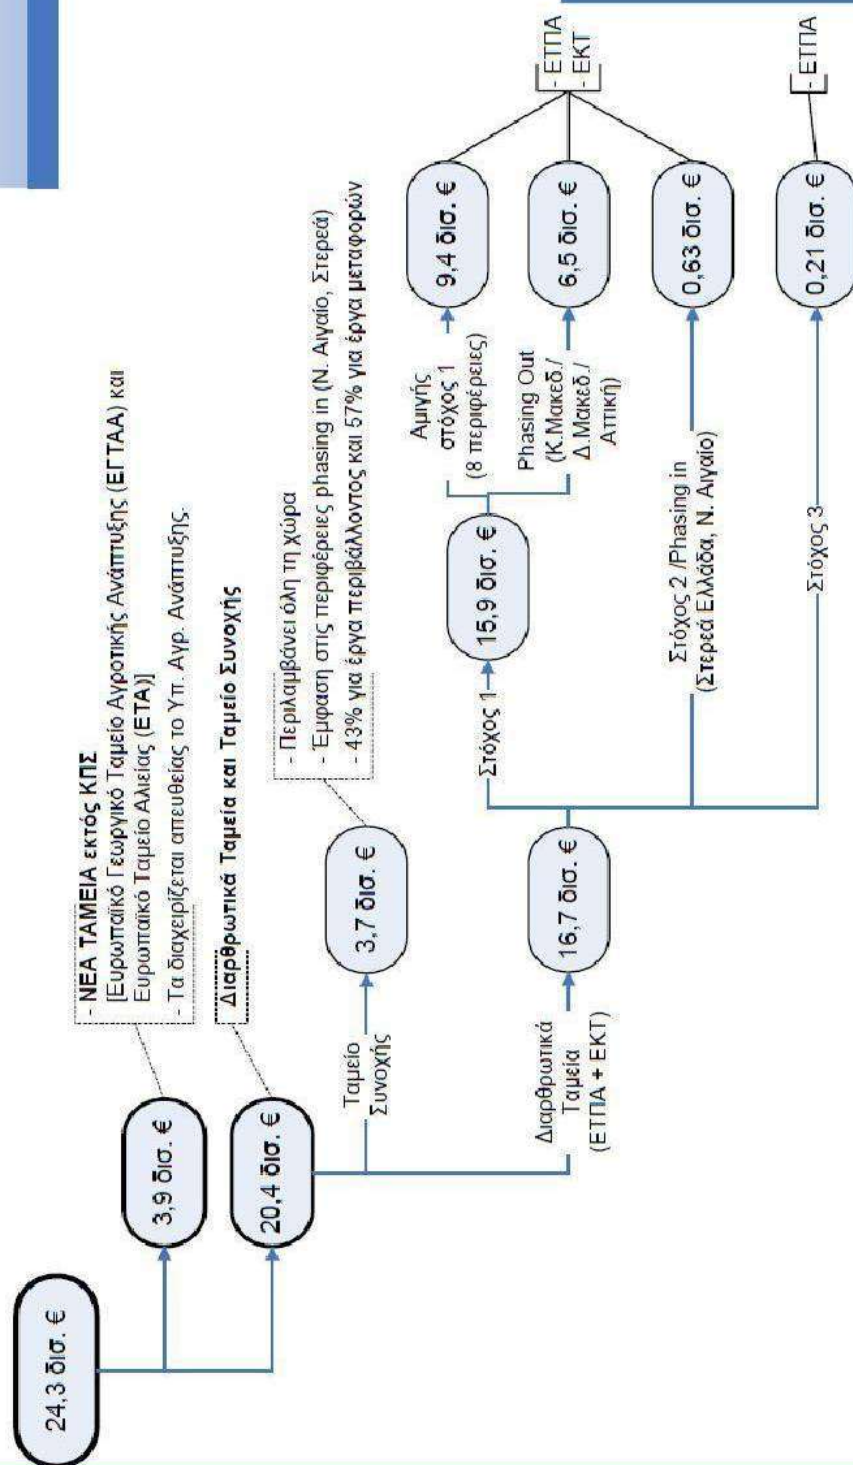 24,3 δισ. €
3,9 δισ. €
- ΝΕΑ ΤΑΜΕΙΑ εκτός ΚΠΣ
[Ευρωπαϊκό Γεωργικό Ταμείο Αγροτικής Ανάπτυξης (ΕΓΤΑΑ) και
Ευρωπαϊκό Ταμείο Αλιείας (ΕΤΑ)]
- Τα διαχειρίζεται απευθείας το Υπ. Αγρ. Ανάπτυξης.
20,4 δισ. €
Διαρθρωτικά Ταμεία και Ταμείο Συνοχής
Ταμείο
Συνοχής
3,7 δισ. €
- Περιλαμβάνει όλη τη χώρα
- Έμφαση στις περιφέρειες phasing in (Ν. Αιγαίο, Στερεά)
- 43% για έργα περιβάλλοντος και 57% για έργα μεταφορών
Διαρθρωτικά
Ταμεία
(ΕΤΠΑ + ΕΚΤ)
16,7 δισ. €
Στόχος 1
15,9 δισ. €
Αμιγής
στόχος 1
(8 περιφέρειες)
9,4 δισ. €
Phasing Out
(Κ.Μακεδ./
Δ.Μακεδ./
Αττική)
6,5 δισ. €
Στόχος 2 /Phasing in
(Στερεά Ελλάδα, Ν. Αιγαίο)
0,63 δισ. €
- ΕΤΠΑ
- ΕΚΤ
Στόχος 3
0,21 δισ. €
- ΕΤΠΑ